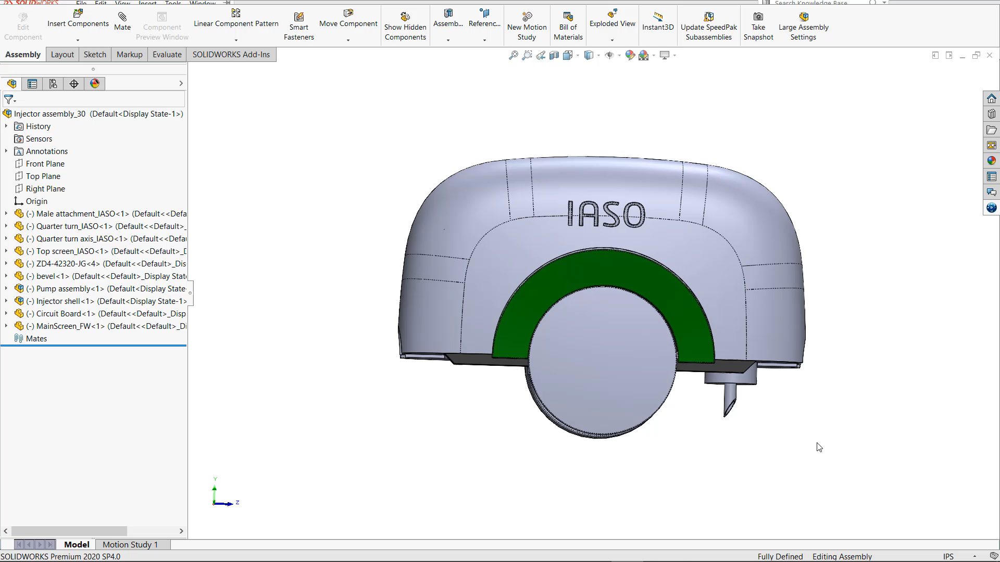 SOLIDWORKS File Edit View Insert Tools Window Search Knowledge Base
Edit Component
Insert Components
Mate
Component Preview Window
Linear Component Pattern
Smart Fasteners
Move Component
Show Hidden Components
Assemb...
Referenc...
New Motion Study
Bill of Materials
Exploded View
Instant3D
Update SpeedPak Subassemblies
Take Snapshot
Large Assembly Settings
Assembly Layout Sketch Markup Evaluate SOLIDWORKS Add-Ins
Injector assembly_30 (Default<Display State-1>)
History
Sensors
Annotations
Front Plane
Top Plane
Right Plane
Origin
(-) Male attachment_IASO<1> (Default<<Defa
(-) Quarter turn_IASO<1> (Default<<Default>_
(-) Quarter turn axis_IASO<1> (Default<<Defau
(-) Top screen_IASO<1> (Default<<Default>_D
(-) ZD4-42320-JG<4> (Default<<Default>_Dis
(-) bevel<1> (Default<<Default>_Display State
(-) Pump assembly<1> (Default<Display State-
(-) Injector shell<1> (Default<Display State-1>
(-) Circuit Board<1> (Default<<Default>_Disp
(-) MainScreen_FW<1> (Default<<Default>_Di
Mates
IASO
Y
Z
Model Motion Study 1
SOLIDWORKS Premium 2020 SP4.0 Fully Defined Editing Assembly IPS